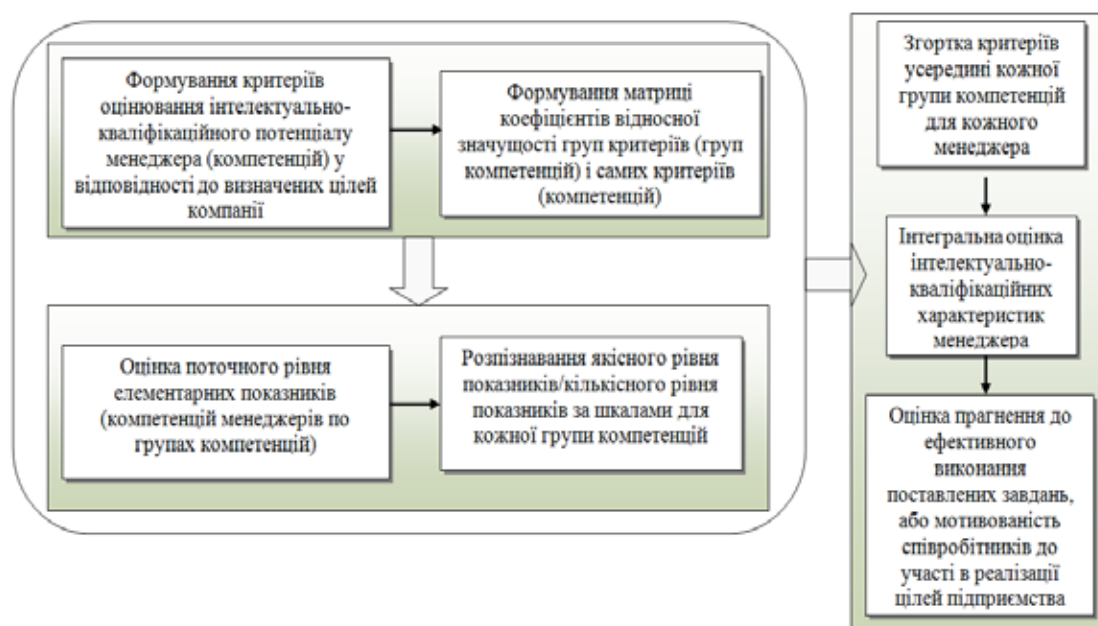 Формування критеріїв
оцінювання інтелектуально-
кваліфікаційного потенціалу
менеджера (компетенцій) у
відповідності до визначених цілей
компанії
Формування матриці
коефіцієнтів відносної
значущості груп критеріїв (груп
компетенцій) і самих критеріїв
(компетенцій)
Оцінка поточного рівня
елементарних показників
(компетенцій менеджерів по
групах компетенцій)
Розпізнавання якісного рівня
показників/кількісного рівня
показників за шкалами для
кожної групи компетенцій
Згортка критеріїв
усередині кожної
групи компетенцій
для кожного
менеджера
Інтегральна оцінка
інтелектуально-
кваліфікаційних
характеристик
менеджера
Оцінка прагнення до
ефективного
виконання
поставлених завдань,
або мотивованість
співробітників до
участі в реалізації
цілей підприємства